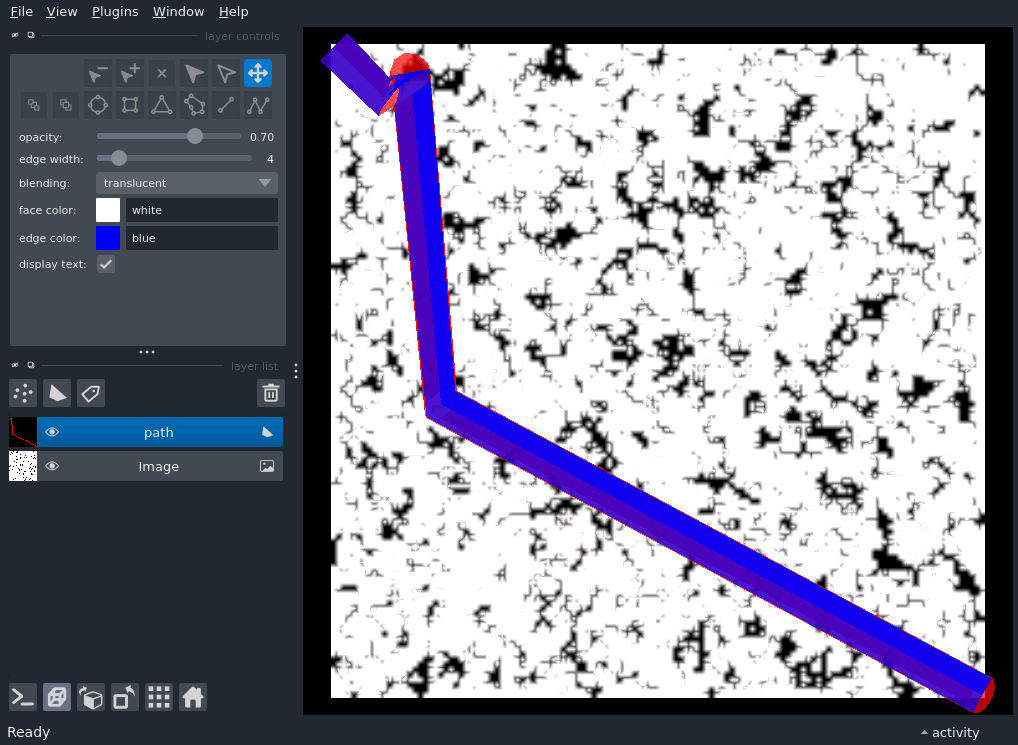 File View Plugins Window Help
layer controls
opacity: 0.70
edge width: 4
blending: translucent
face color: white
edge color: blue
display text:
layer list
path
Image
Ready activity